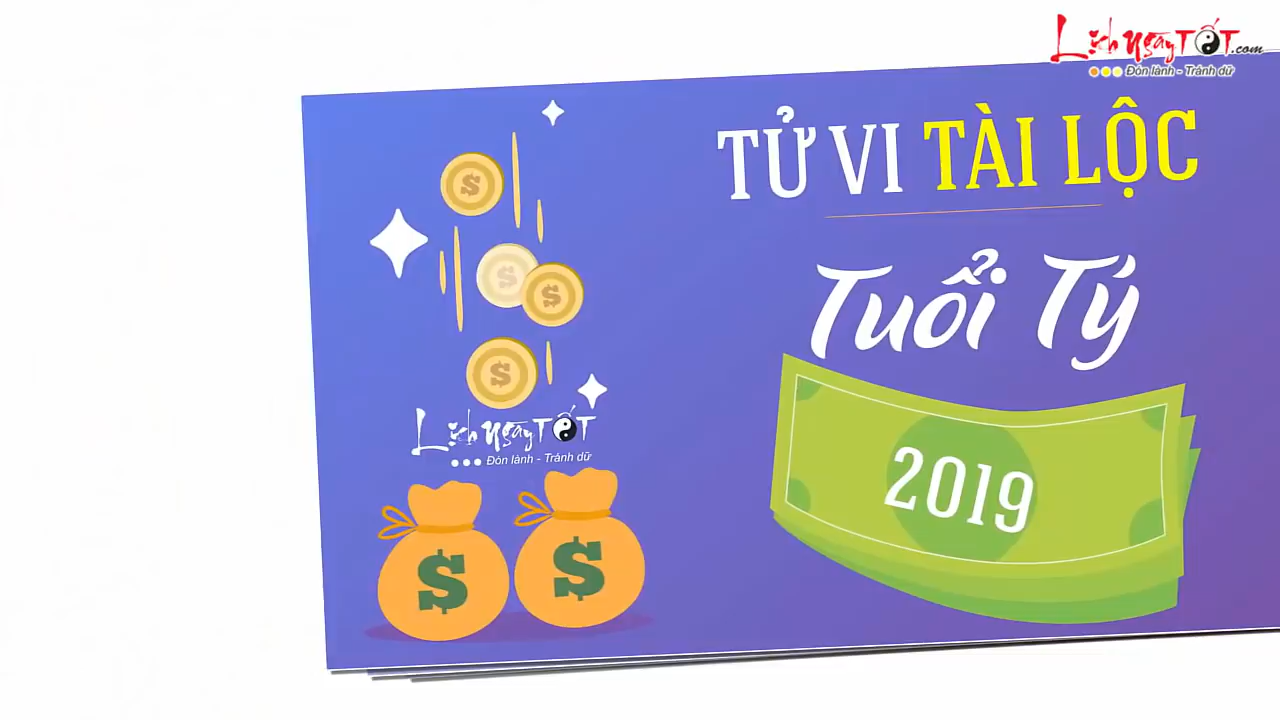 LịchNgàyTỐT.com
Đón lành - Tránh dữ
TỬ VI TÀI LỘC
Tuổi Tý
$
$
$
$
LịchNgàyTỐT
Đón lành - Tránh dữ
2019
$
$